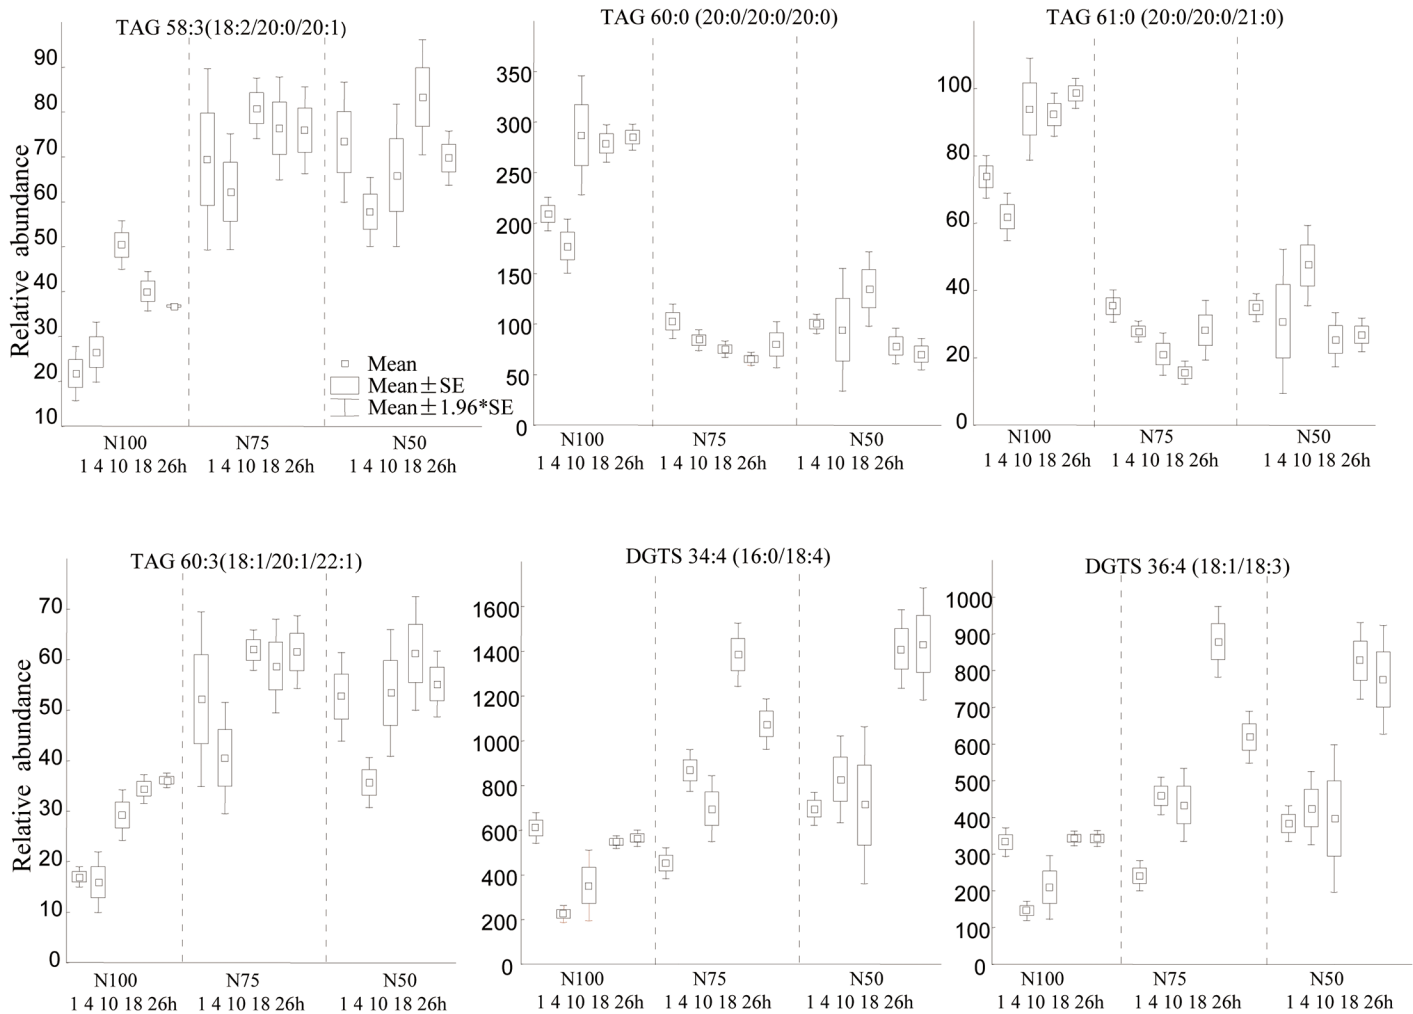 TAG 58:3(18:2/20:0/20:1)
Relative abundance
90
80
70
60
50
40
30
20
10
Mean
Mean±SE
Mean±1.96*SE
N100 N75 N50
1 4 10 18 26h 1 4 10 18 26h 1 4 10 18 26h
TAG 60:0 (20:0/20:0/20:0)
350
300
250
200
150
100
50
0
N100 N75 N50
1 4 10 18 26h 1 4 10 18 26h 1 4 10 18 26h
TAG 61:0 (20:0/20:0/21:0)
100
80
60
40
20
0
N100 N75 N50
1 4 10 18 26h 1 4 10 18 26h 1 4 10 18 26h
TAG 60:3(18:1/20:1/22:1)
Relative abundance
70
60
50
40
30
20
10
0
N100 N75 N50
1 4 10 18 26h 1 4 10 18 26h 1 4 10 18 26h
DGTS 34:4 (16:0/18:4)
1600
1400
1200
1000
800
600
400
200
0
N100 N75 N50
1 4 10 18 26h 1 4 10 18 26h 1 4 10 18 26h
DGTS 36:4 (18:1/18:3)
1000
900
800
700
600
500
400
300
200
100
0
N100 N75 N50
1 4 10 18 26h 1 4 10 18 26h 1 4 10 18 26h